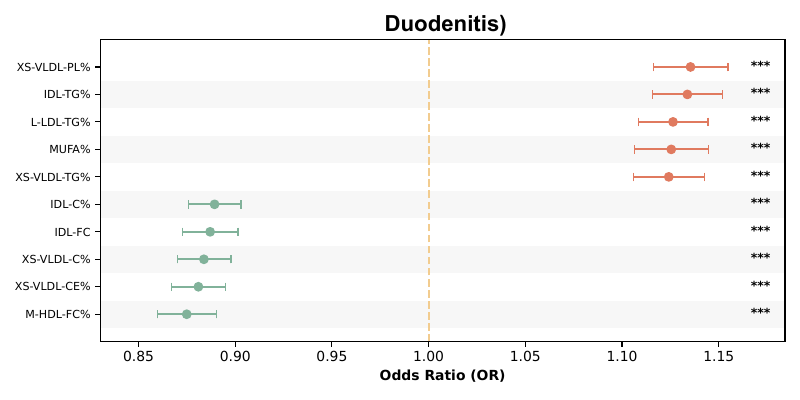 Duodenitis)
XS-VLDL-PL% ***
IDL-TG% ***
L-LDL-TG% ***
MUFA% ***
XS-VLDL-TG% ***
IDL-C% ***
IDL-FC ***
XS-VLDL-C% ***
XS-VLDL-CE% ***
M-HDL-FC% ***
0.85 0.90 0.95 1.00 1.05 1.10 1.15
Odds Ratio (OR)